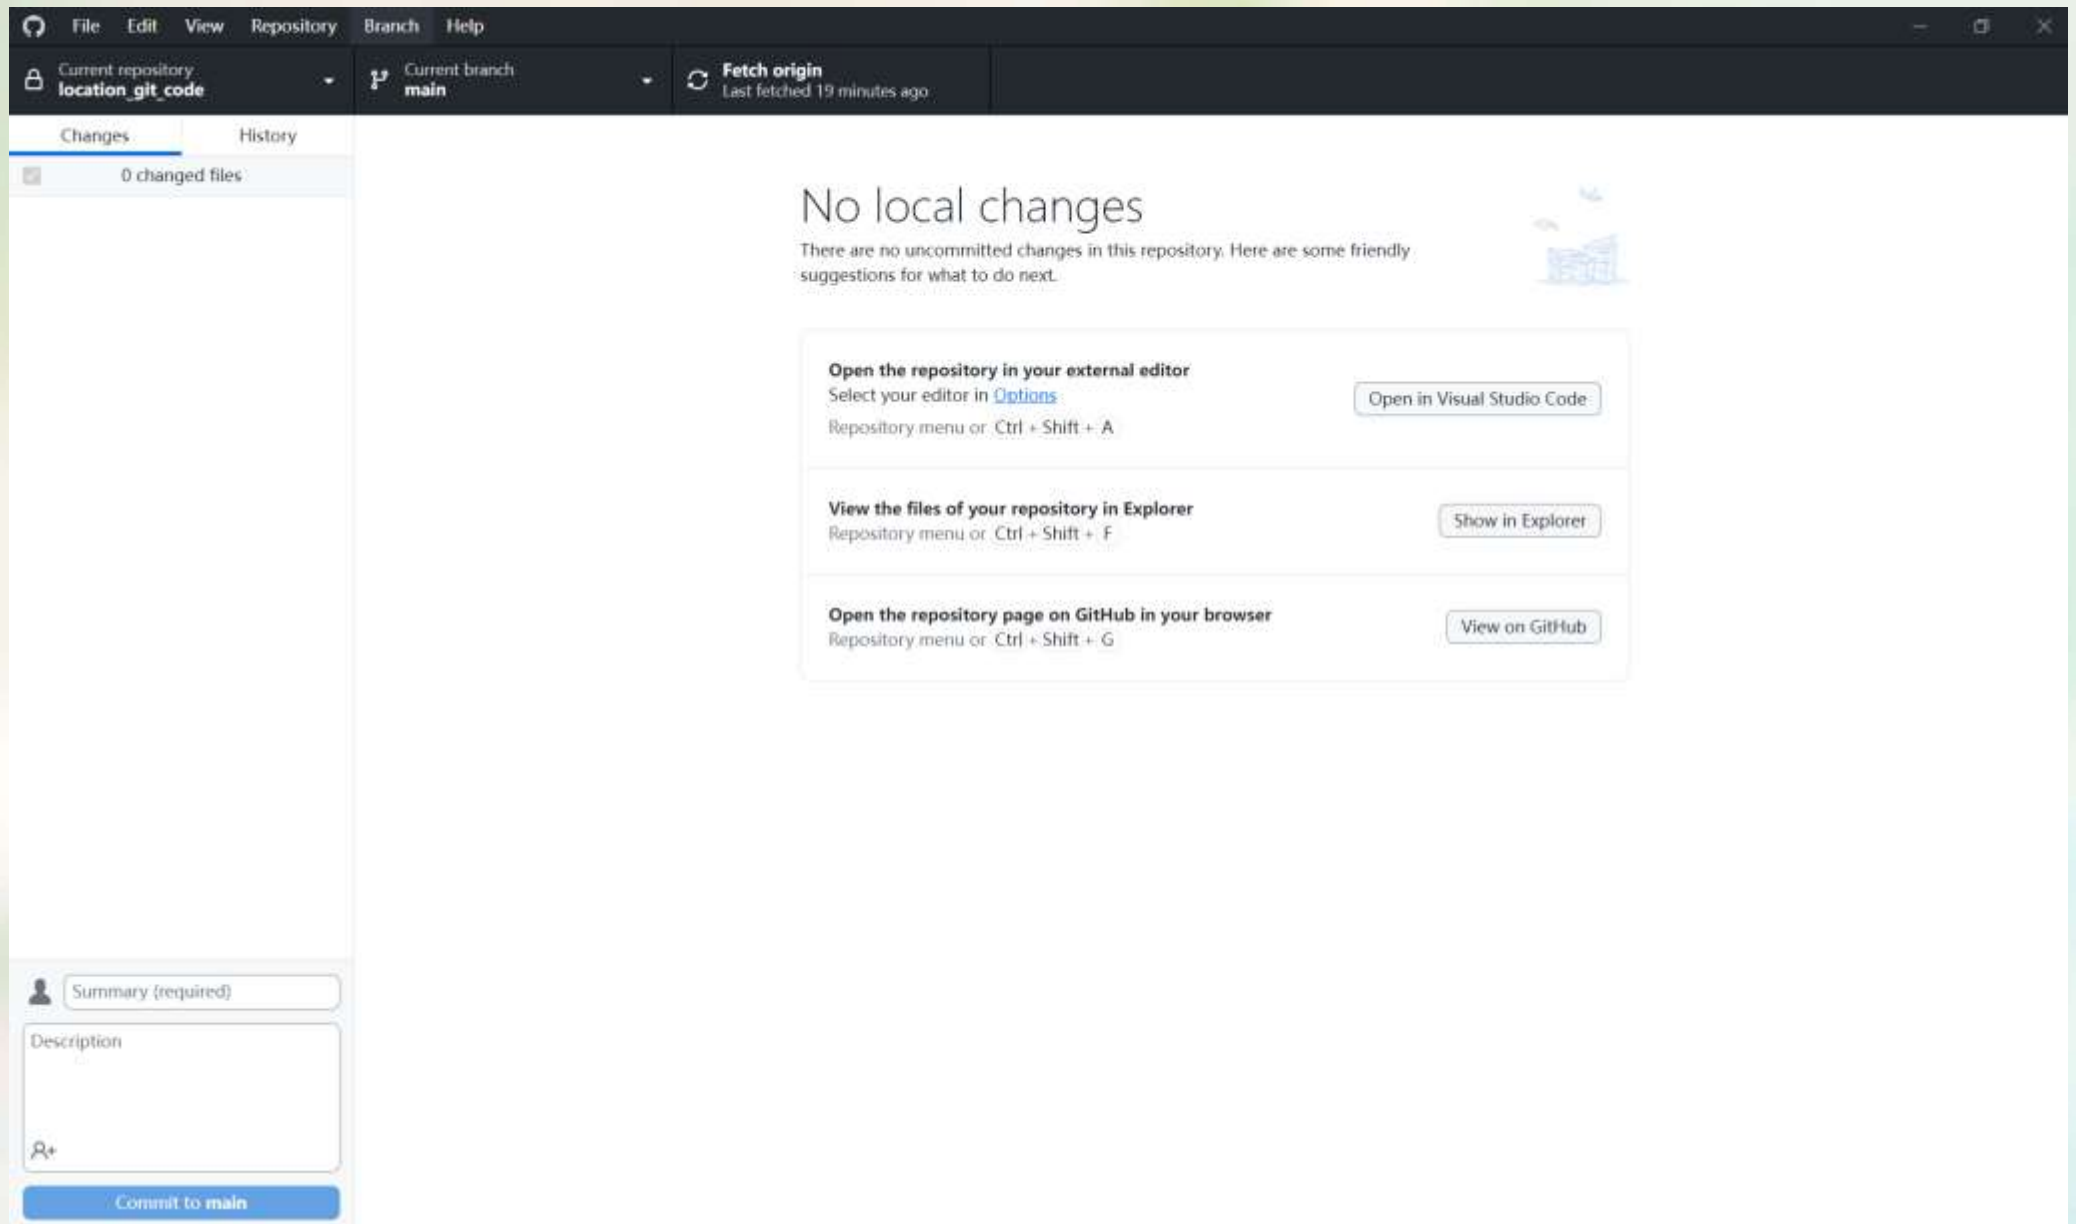 File Edit View Repository Branch Help
Current repository
location_git_code
Current branch
main
Fetch origin
Last fetched 19 minutes ago
Changes History
0 changed files
No local changes
There are no uncommitted changes in this repository. Here are some friendly
suggestions for what to do next.
Open the repository in your external editor
Select your editor in Options
Repository menu or Ctrl + Shift + A
Open in Visual Studio Code
View the files of your repository in Explorer
Repository menu or Ctrl + Shift + F
Show in Explorer
Open the repository page on GitHub in your browser
Repository menu or Ctrl + Shift + G
View on GitHub
Summary (required)
Description
Commit to main